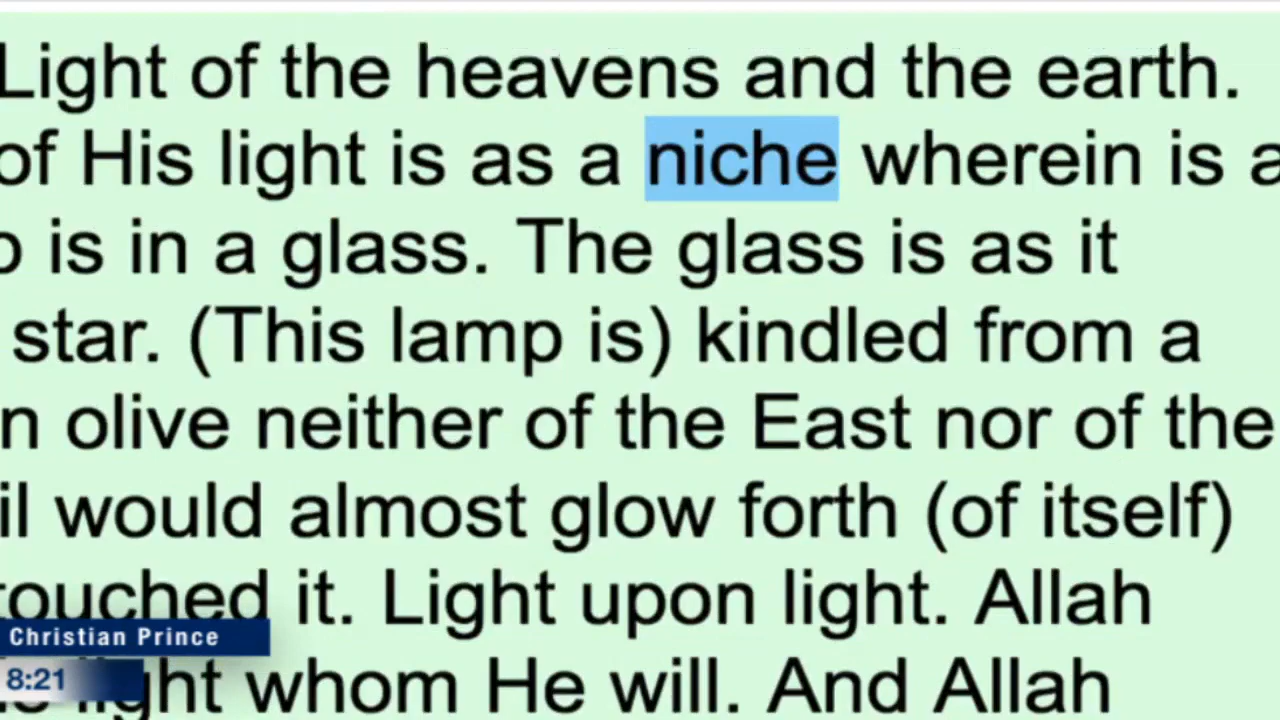 Light of the heavens and the earth.
of His light is as a niche wherein is a
is in a glass. The glass is as it
star. (This lamp is) kindled from a
olive neither of the East nor of the
would almost glow forth (of itself)
touched it. Light upon light. Allah
Christian Prince
whom He will. And Allah
8:21